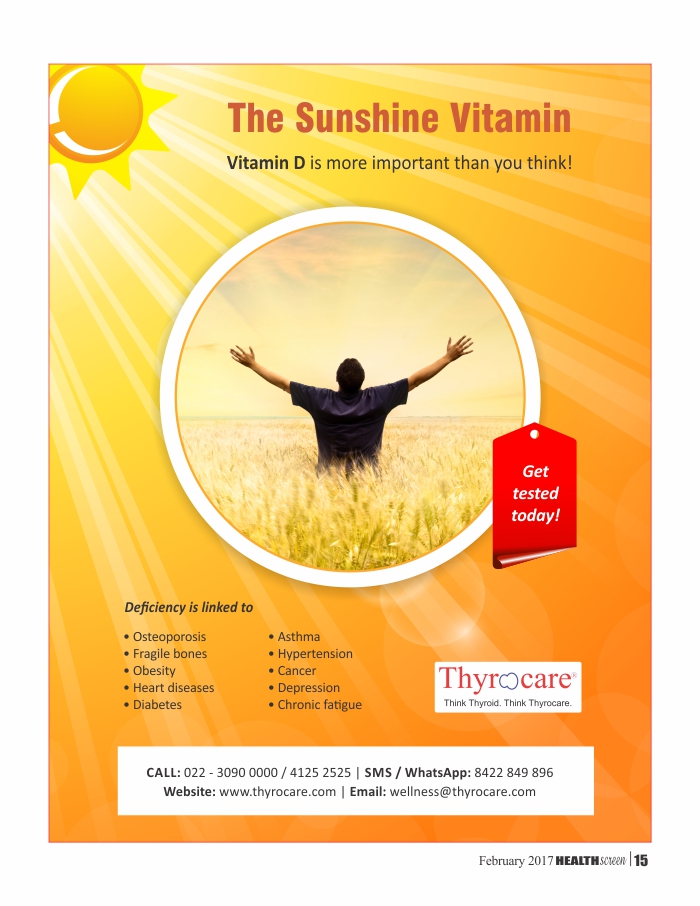 The Sunshine Vitamin
Vitamin D is more important than you think!
Get
tested
today!
Deficiency is linked to
• Osteoporosis
• Fragile bones
• Obesity
• Heart diseases
• Diabetes
• Asthma
• Hypertension
• Cancer
• Depression
• Chronic fatigue
Thyrocare®
Think Thyroid. Think Thyrocare.
CALL: 022 - 3090 0000 / 4125 2525 | SMS / WhatsApp: 8422 849 896
Website: www.thyrocare.com | Email: wellness@thyrocare.com
February 2017 HEALTHscreen | 15